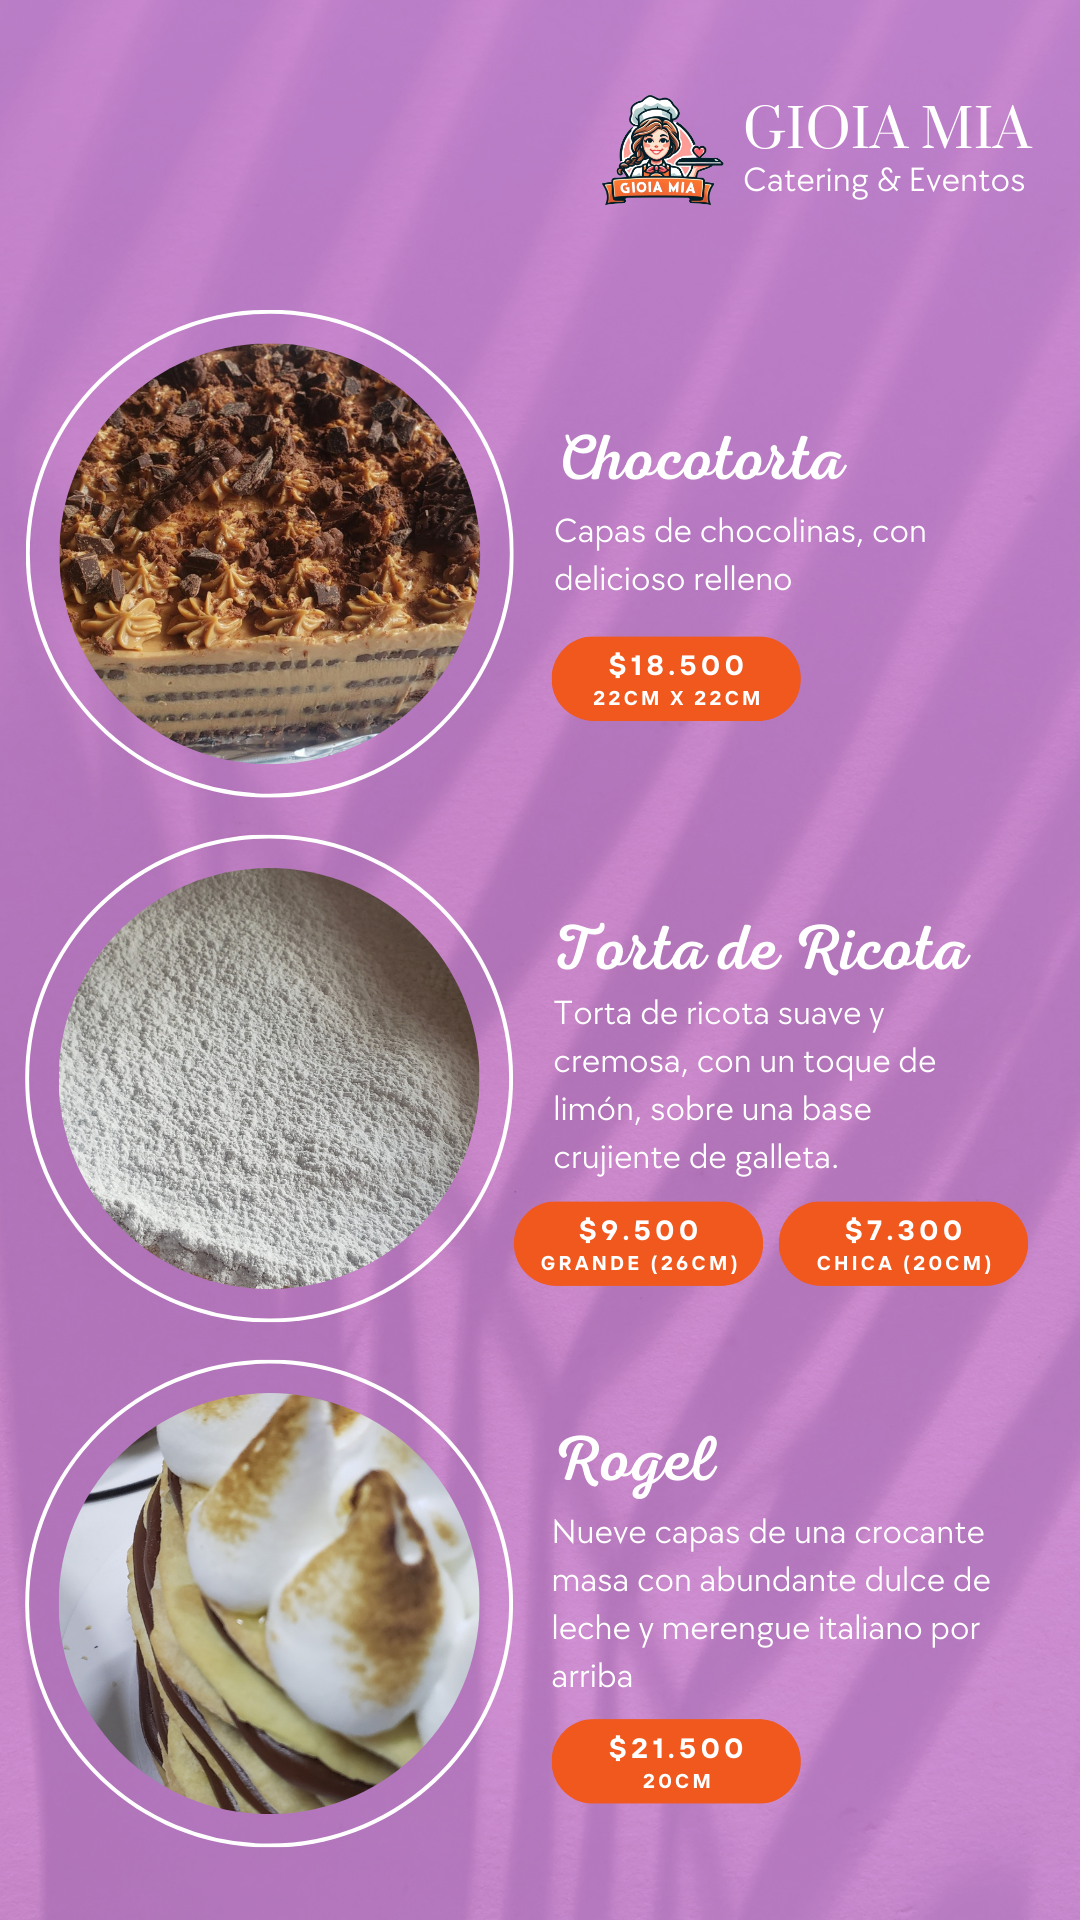 GIOIA MIA
GIOIA MIA
Catering & Eventos
Chocotorta
Capas de chocolinas, con
delicioso relleno
$18.500
22CM X 22CM
Torta de Ricota
Torta de ricota suave y
cremosa, con un toque de
limón, sobre una base
crujiente de galleta.
$9.500
GRANDE (26CM)
$7.300
CHICA (20CM)
Rogel
Nueve capas de una crocante
masa con abundante dulce de
leche y merengue italiano por
arriba
$21.500
20CM